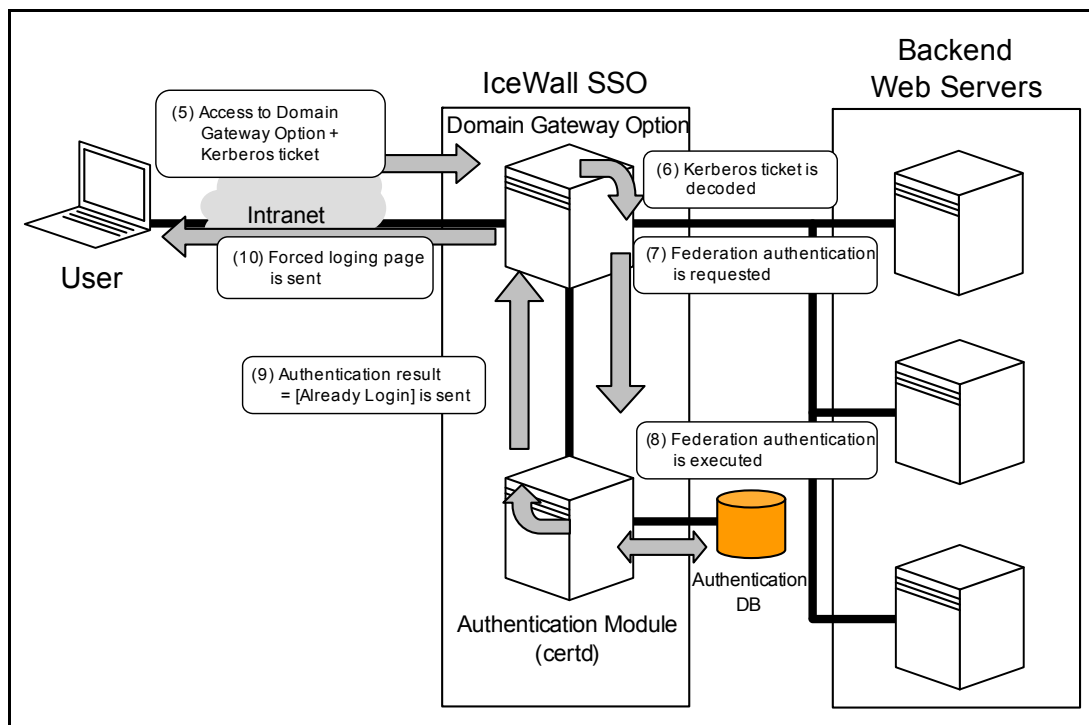 Backend
Web Servers
IceWall SSO
Domain Gateway Option
(5) Access to Domain
Gateway Option +
Kerberos ticket
(6) Kerberos ticket is
decoded
Intranet
User
(10) Forced loging page
is sent
(7) Federation authentication
is requested
(9) Authentication result
= [Already Login] is sent
(8) Federation authentication
is executed
Authentication
DB
Authentication Module
(certd)